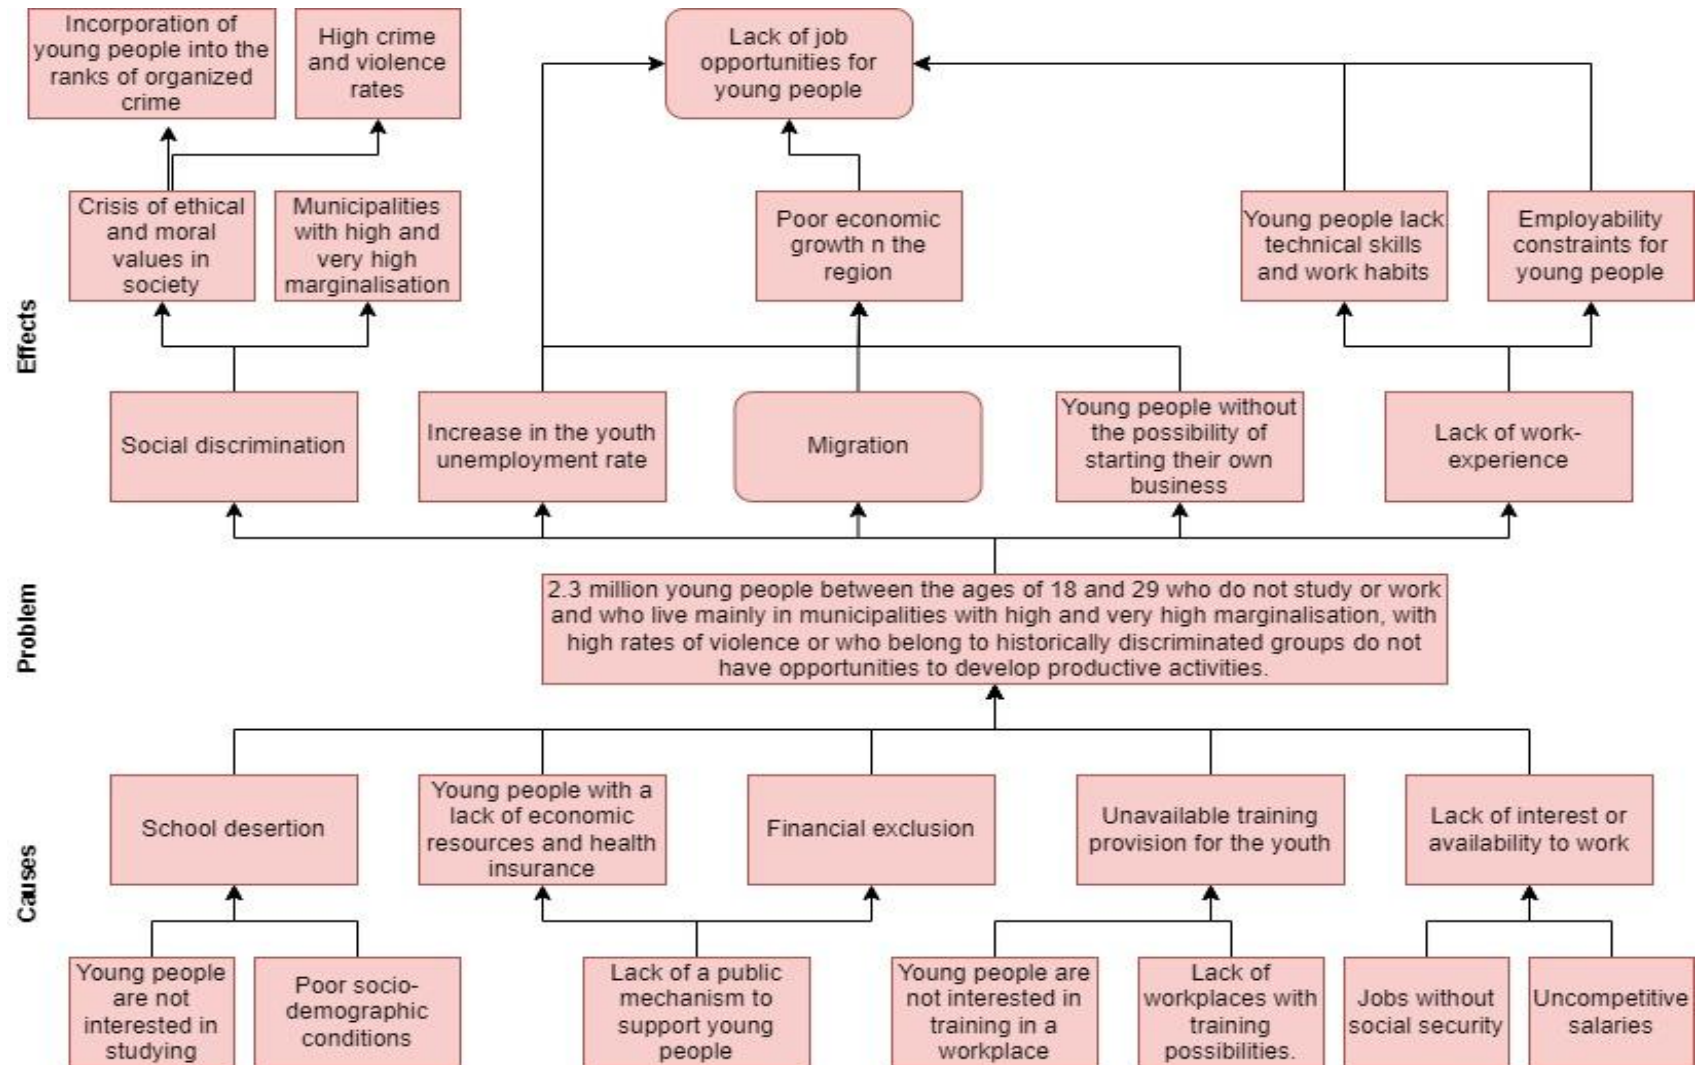 Incorporation of
young people into the
ranks of organized
crime
High crime
and violence
rates
Lack of job
opportunities for
young people
Effects
Crisis of ethical
and moral
values in
society
Municipalities
with high and
very high
marginalisation
Poor economic
growth n the
region
Young people lack
technical skills
and work habits
Employability
constraints for
young people
Social discrimination
Increase in the youth
unemployment rate
Migration
Young people without
the possibility of
starting their own
business
Lack of work-
experience
Problem
2.3 million young people between the ages of 18 and 29 who do not study or work
and who live mainly in municipalities with high and very high marginalisation, with
high rates of violence or who belong to historically discriminated groups do not
have opportunities to develop productive activities.
Causes
School desertion
Young people with a
lack of economic
resources and health
insurance
Financial exclusion
Unavailable training
provision for the youth
Lack of interest or
availability to work
Young people
are not
interested in
studying
Poor socio-
demographic
conditions
Lack of a public
mechanism to
support young
people
Young people are
not interested in
training in a
workplace
Lack of
workplaces with
training
possibilities.
Jobs without
social security
Uncompetitive
salaries